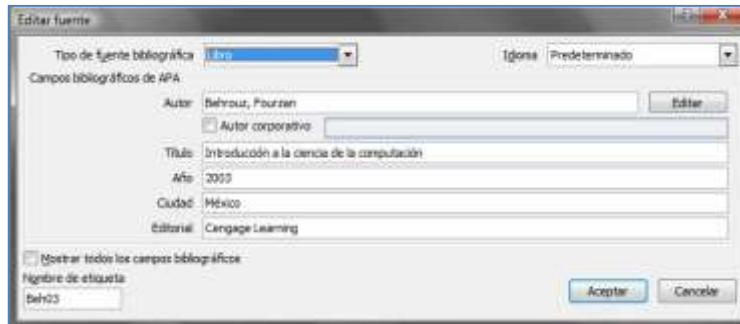 Editar fuente
Tipo de fuente bibliográfica Libro Idioma Predeterminado
Campos bibliográficos de APA
Autor Behrouz, Fourzan Editar
Autor corporativo
Título Introducción a la ciencia de la computación
Año 2003
Ciudad México
Editorial Cengage Learning
Mostrar todos los campos bibliográficos
Nombre de etiqueta
Beh03 Aceptar Cancelar